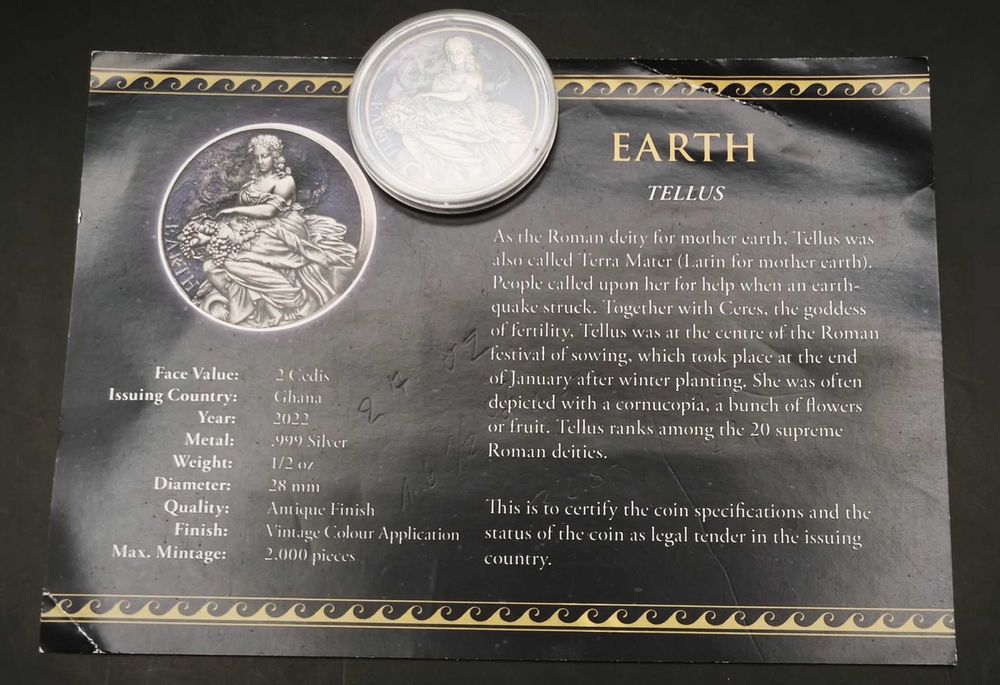 EARTH
EARTH
EARTH
TELLUS
As the Roman deity for mother earth, Tellus was
also called Terra Mater (Latin for mother earth).
People called upon her for help when an earth-
quake struck. Together with Ceres, the goddess
of fertility, Tellus was at the centre of the Roman
festival of sowing, which took place at the end
of January after winter planting. She was often
depicted with a cornucopia, a bunch of flowers
or fruit. Tellus ranks among the 20 supreme
Roman deities.
This is to certify the coin specifications and the
status of the coin as legal tender in the issuing
country.
Face Value: 2 Cedis
Issuing Country: Ghana
Year: 2022
Metal: .999 Silver
Weight: 1/2 oz
Diameter: 28 mm
Quality: Antique Finish
Finish: Vintage Colour Application
Max. Mintage: 2,000 pieces